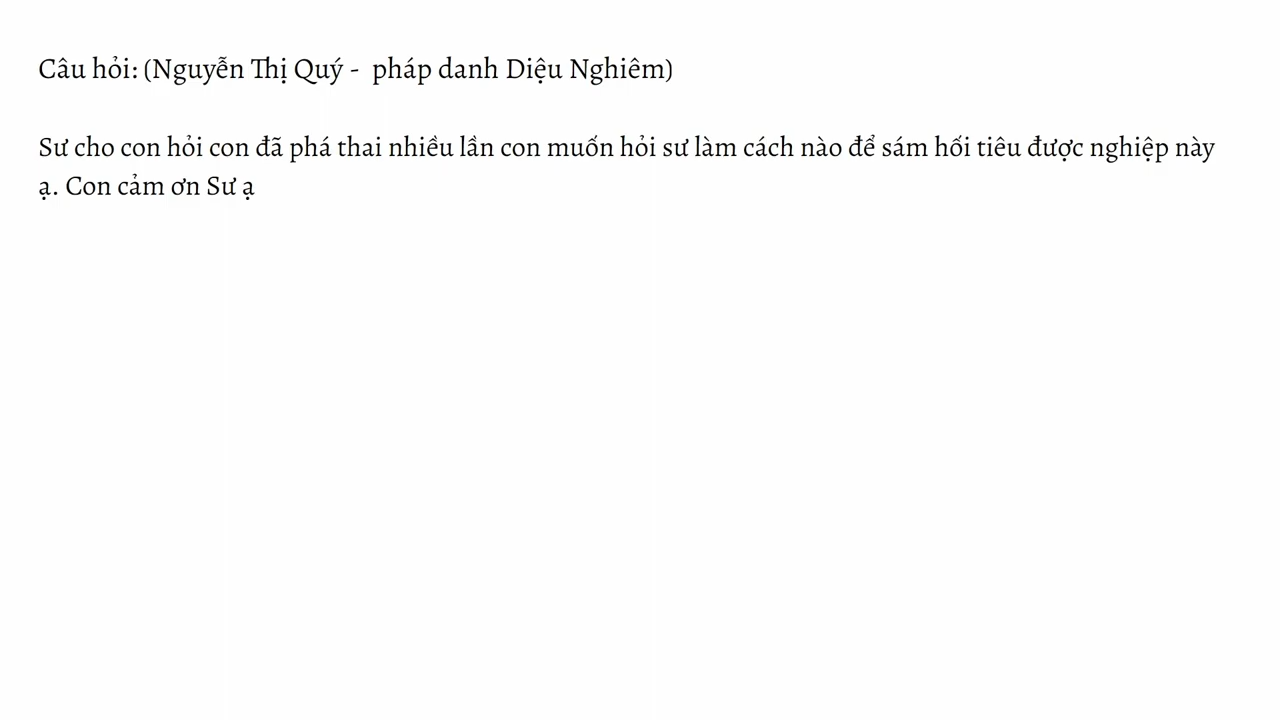 Câu hỏi: (Nguyễn Thị Quý - pháp danh Diệu Nghiêm)
Sư cho con hỏi con đã phá thai nhiều lần con muốn hỏi sư làm cách nào để sám hối tiêu được nghiệp này
ạ. Con cảm ơn Sư ạ